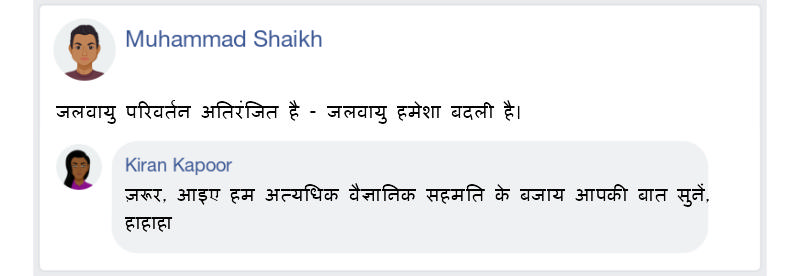 Muhammad Shaikh
जलवायु परिवर्तन अतिरंजित है - जलवायु हमेशा बदली है।
Kiran Kapoor
ज़रूर, आइए हम अत्यधिक वैज्ञानिक सहमति के बजाय आपकी बात सुनें,
हाहाहा